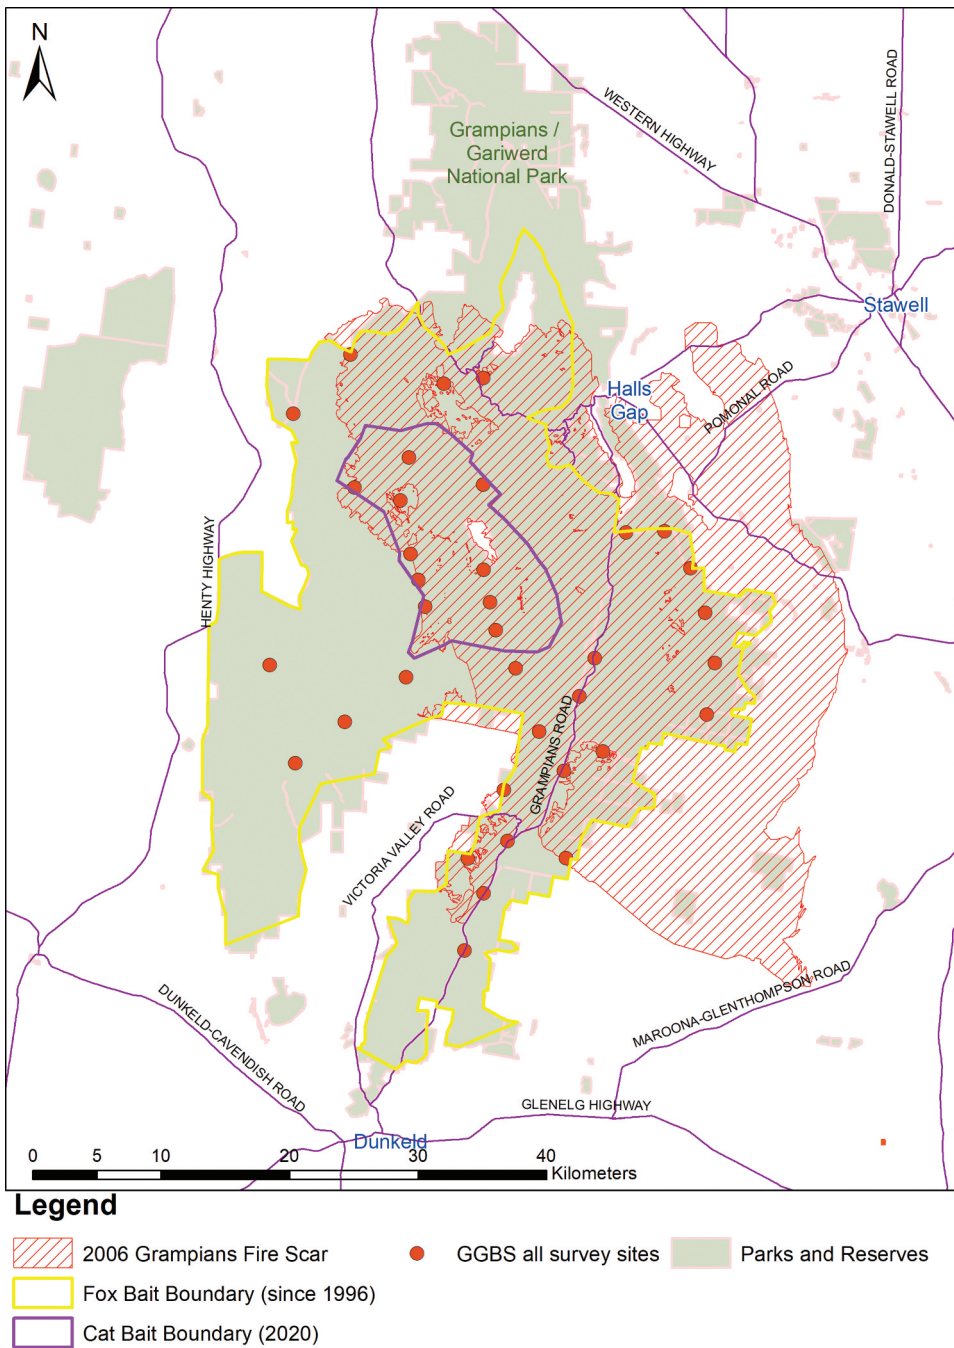 N
Grampians /
Gariwerd
National Park
WESTERN HIGHWAY
DONALD-STAWELL ROAD
Stawell
Halls
Gap
POMONAL ROAD
HENTY HIGHWAY
GRAMPIANS ROAD
VICTORIA VALLEY ROAD
DUNKELD-CAVENDISH ROAD
MAROONA-GLENTHOMPSON ROAD
GLENELG HIGHWAY
Dunkeld
0 5 10 20 30 40
Kilometers
Legend
2006 Grampians Fire Scar
GGBS all survey sites
Parks and Reserves
Fox Bait Boundary (since 1996)
Cat Bait Boundary (2020)